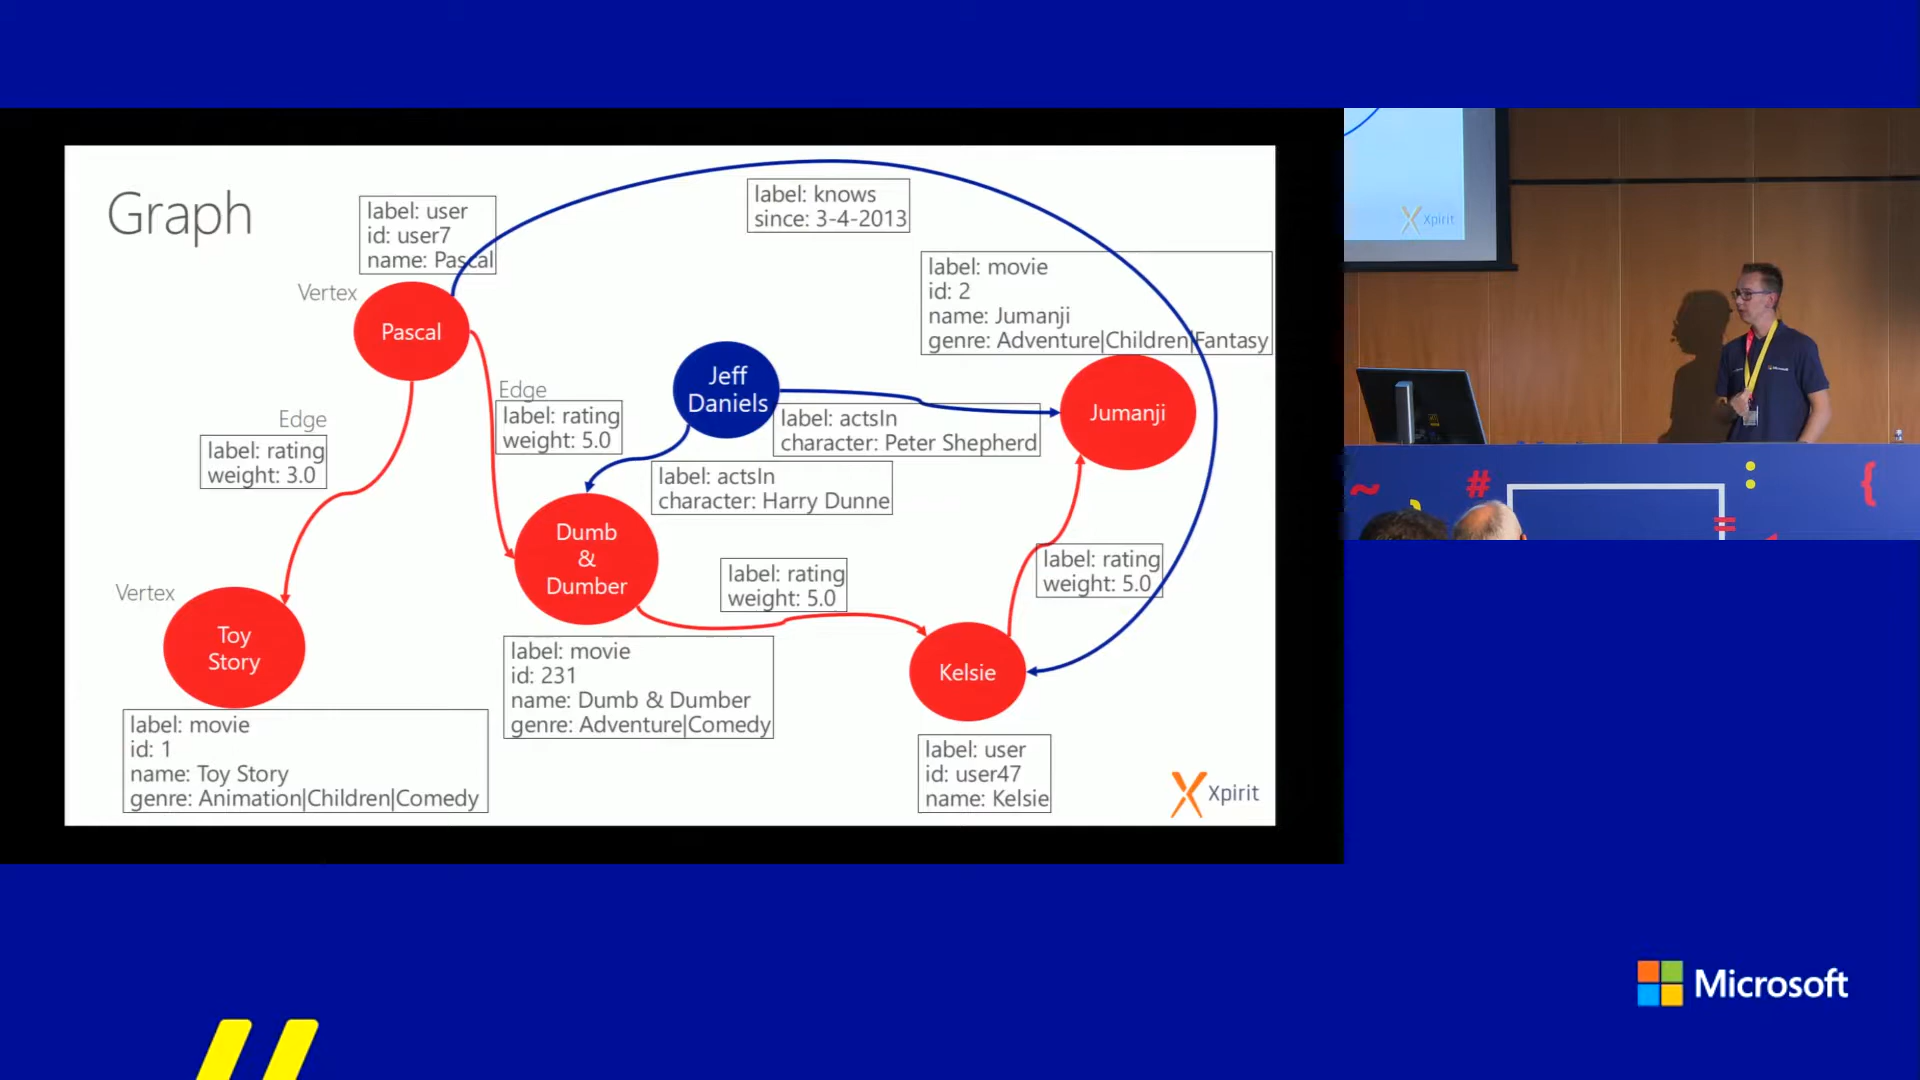 Graph
label: user
id: user7
name: Pascal
label: knows
since: 3-4-2013
label: movie
id: 2
name: Jumanji
genre: Adventure|Children|Fantasy
Vertex
Pascal
Jeff
Daniels
Jumanji
Edge
label: rating
weight: 5.0
Edge
label: rating
weight: 3.0
label: actsIn
character: Peter Shepherd
label: actsIn
character: Harry Dunne
Dumb
&
Dumber
label: rating
weight: 5.0
label: rating
weight: 5.0
Vertex
Toy
Story
Kelsie
label: movie
id: 231
name: Dumb & Dumber
genre: Adventure|Comedy
label: movie
id: 1
name: Toy Story
genre: Animation|Children|Comedy
label: user
id: user47
name: Kelsie
Xpirit
Xpirit
~ # : = {
Microsoft